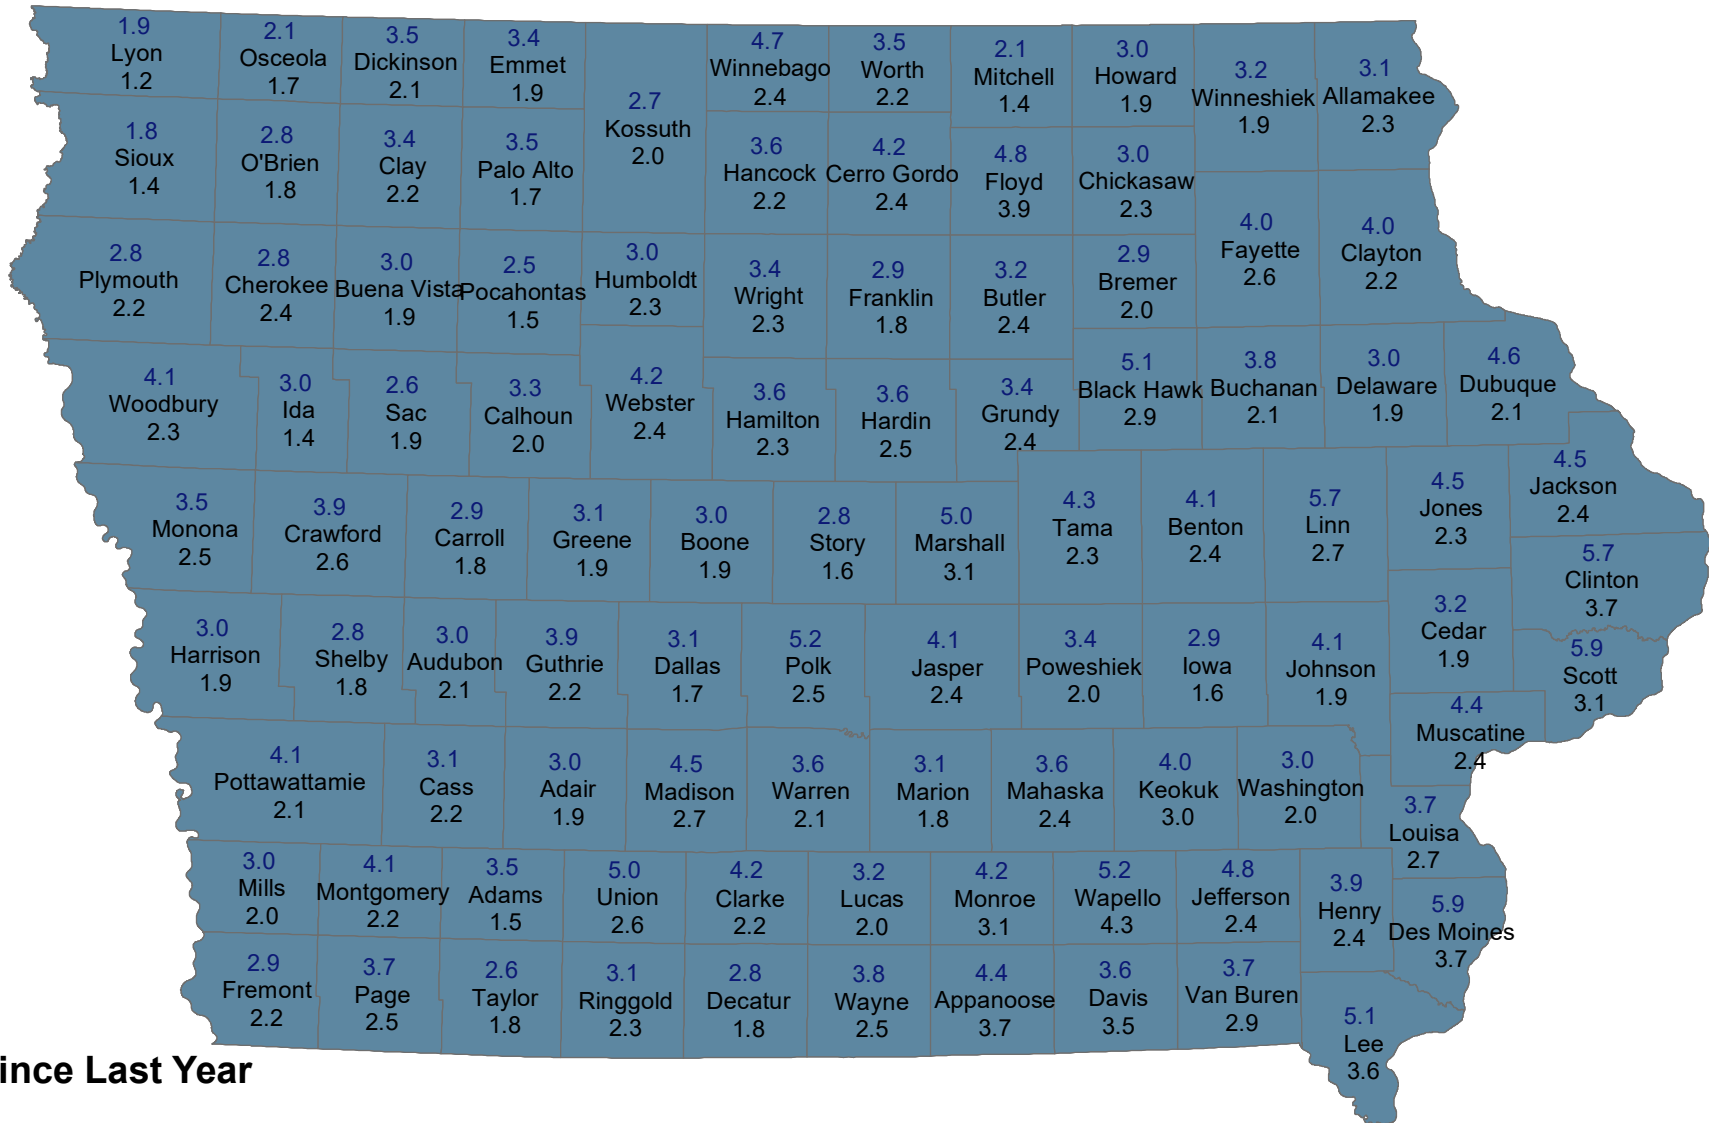 1.9
Lyon
1.2
2.1
Osceola
1.7
3.5
Dickinson
2.1
3.4
Emmet
1.9
2.7
Kossuth
2.0
4.7
Winnebago
2.4
3.5
Worth
2.2
2.1
Mitchell
1.4
3.0
Howard
1.9
3.2
Winneshiek
1.9
3.1
Allamakee
2.3
1.8
Sioux
1.4
2.8
O'Brien
1.8
3.4
Clay
2.2
3.5
Palo Alto
1.7
3.6
Hancock
2.2
4.2
Cerro Gordo
2.4
4.8
Floyd
3.9
3.0
Chickasaw
2.3
4.0
Fayette
2.6
4.0
Clayton
2.2
2.8
Plymouth
2.2
2.8
Cherokee
2.4
3.0
Buena Vista
1.9
2.5
Pocahontas
1.5
3.0
Humboldt
2.3
3.4
Wright
2.3
2.9
Franklin
1.8
3.2
Butler
2.4
2.9
Bremer
2.0
4.1
Woodbury
2.3
3.0
Ida
1.4
2.6
Sac
1.9
3.3
Calhoun
2.0
4.2
Webster
2.4
3.6
Hamilton
2.3
3.6
Hardin
2.5
3.4
Grundy
2.4
5.1
Black Hawk
2.9
3.8
Buchanan
2.1
3.0
Delaware
1.9
4.6
Dubuque
2.1
3.5
Monona
2.5
3.9
Crawford
2.6
2.9
Carroll
1.8
3.1
Greene
1.9
3.0
Boone
1.9
2.8
Story
1.6
5.0
Marshall
3.1
4.3
Tama
2.3
4.1
Benton
2.4
5.7
Linn
2.7
4.5
Jones
2.3
4.5
Jackson
2.4
5.7
Clinton
3.7
3.0
Harrison
1.9
2.8
Shelby
1.8
3.0
Audubon
2.1
3.9
Guthrie
2.2
3.1
Dallas
1.7
5.2
Polk
2.5
4.1
Jasper
2.4
3.4
Poweshiek
2.0
2.9
Iowa
1.6
4.1
Johnson
1.9
3.2
Cedar
1.9
5.9
Scott
3.1
4.4
Muscatine
2.4
4.1
Pottawattamie
2.1
3.1
Cass
2.2
3.0
Adair
1.9
4.5
Madison
2.7
3.6
Warren
2.1
3.1
Marion
1.8
3.6
Mahaska
2.4
4.0
Keokuk
3.0
3.0
Washington
2.0
3.7
Louisa
2.7
3.0
Mills
2.0
4.1
Montgomery
2.2
3.5
Adams
1.5
5.0
Union
2.6
4.2
Clarke
2.2
3.2
Lucas
2.0
4.2
Monroe
3.1
5.2
Wapello
4.3
4.8
Jefferson
2.4
3.9
Henry
2.4
5.9
Des Moines
3.7
2.9
Fremont
2.2
3.7
Page
2.5
2.6
Taylor
1.8
3.1
Ringgold
2.3
2.8
Decatur
1.8
3.8
Wayne
2.5
4.4
Appanoose
3.7
3.6
Davis
3.5
3.7
Van Buren
2.9
5.1
Lee
3.6
ince Last Year